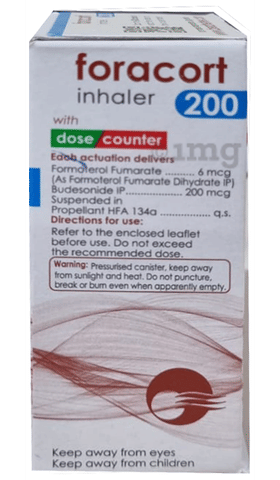 foracort
inhaler 200
with
dose counter
Each actuation delivers
Formoterol Fumarate .......... 6 mcg
(As Formoterol Fumarate Dihydrate IP)
Budesonide IP.................. 200 mcg
Suspended in
Propellant HFA 134a ............... q.s.
Directions for use:
Refer to the enclosed leaflet
before use. Do not exceed
the recommended dose.
Warning: Pressurised canister, keep away
from sunlight and heat. Do not puncture,
break or burn even when apparently empty.
Keep away from eyes
Keep away from children